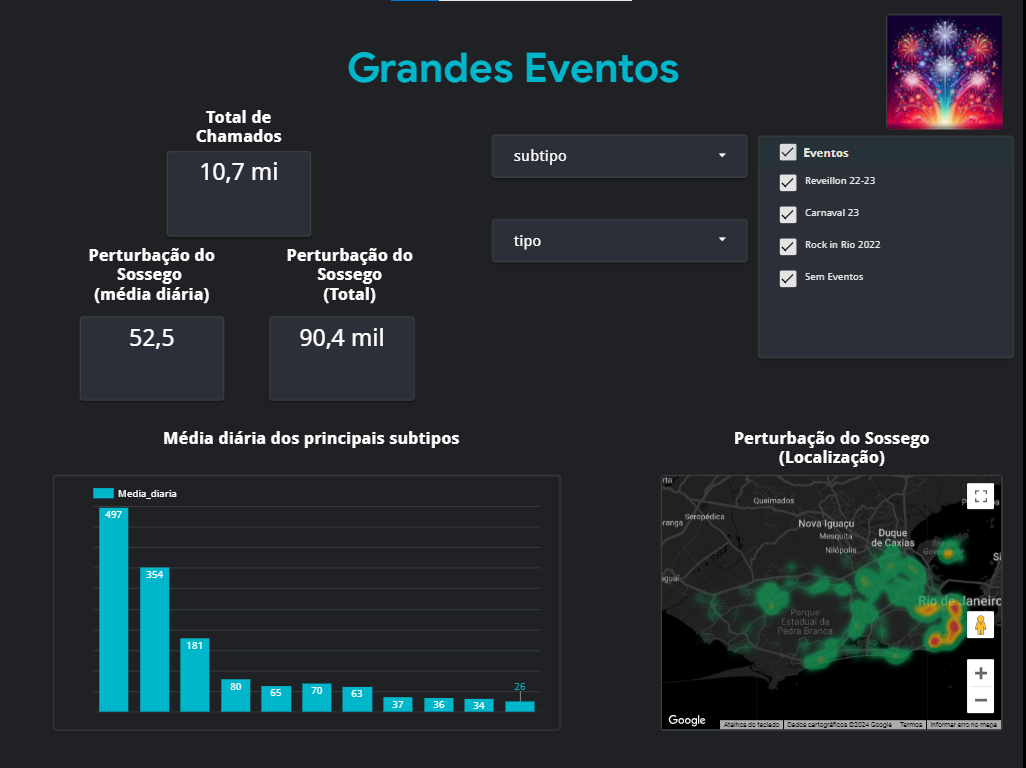 Grandes Eventos
Total de
Chamados
10,7 mi
Perturbação do
Sossego
(média diária)
52,5
Perturbação do
Sossego
(Total)
90,4 mil
subtipo
tipo
Eventos
Reveillon 22-23
Carnaval 23
Rock in Rio 2022
Sem Eventos
Média diária dos principais subtipos
Media_diaria
497
354
181
80
65
70
63
37
36
34
26
Perturbação do Sossego
(Localização)
Queimados
Seropédica
Nova Iguaçu
Mesquita
Nilópolis
Duque
de Caxias
Rio de Janeiro
Parque
Estadual da
Pedra Branca
Google
Atalhos do teclado
Dados cartográficos ©2024 Google
Termos
Informar erro no mapa